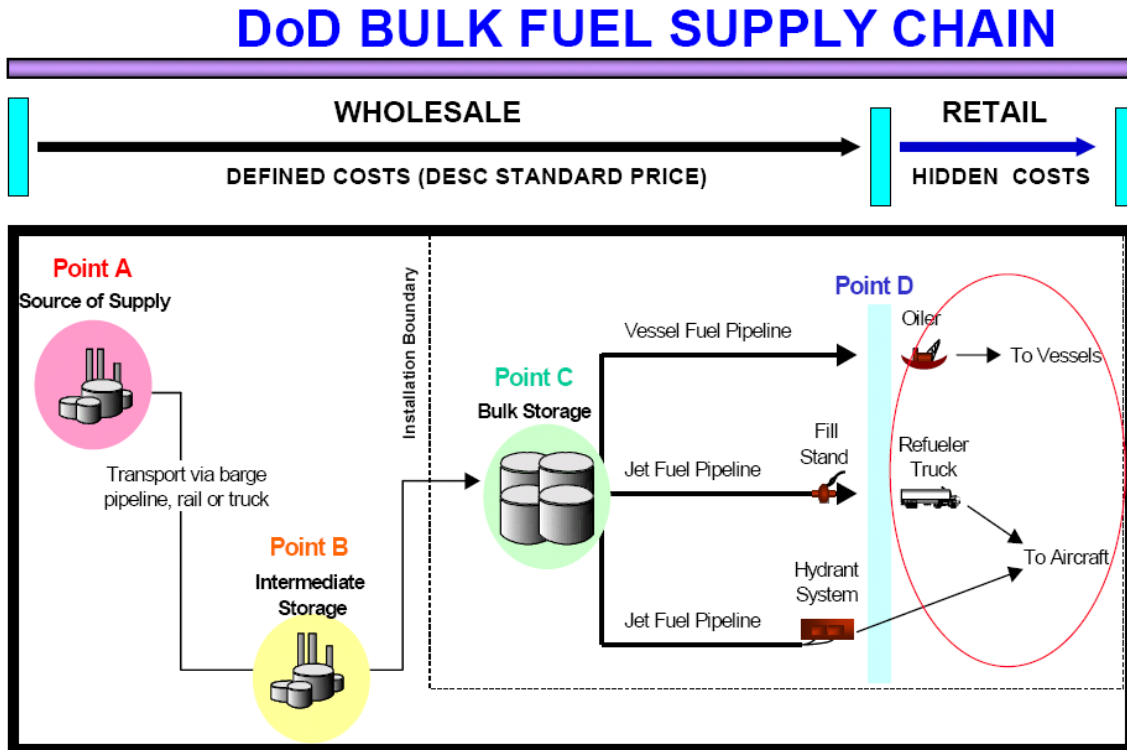 DoD BULK FUEL SUPPLY CHAIN
WHOLESALE
RETAIL
DEFINED COSTS (DESC STANDARD PRICE)
HIDDEN COSTS
Point A
Source of Supply
Transport via barge
pipeline, rail or truck
Point B
Intermediate
Storage
Installation Boundary
Point C
Bulk Storage
Vessel Fuel Pipeline
Jet Fuel Pipeline
Jet Fuel Pipeline
Fill
Stand
Hydrant
System
Point D
Oiler
To Vessels
Refueler
Truck
To Aircraft